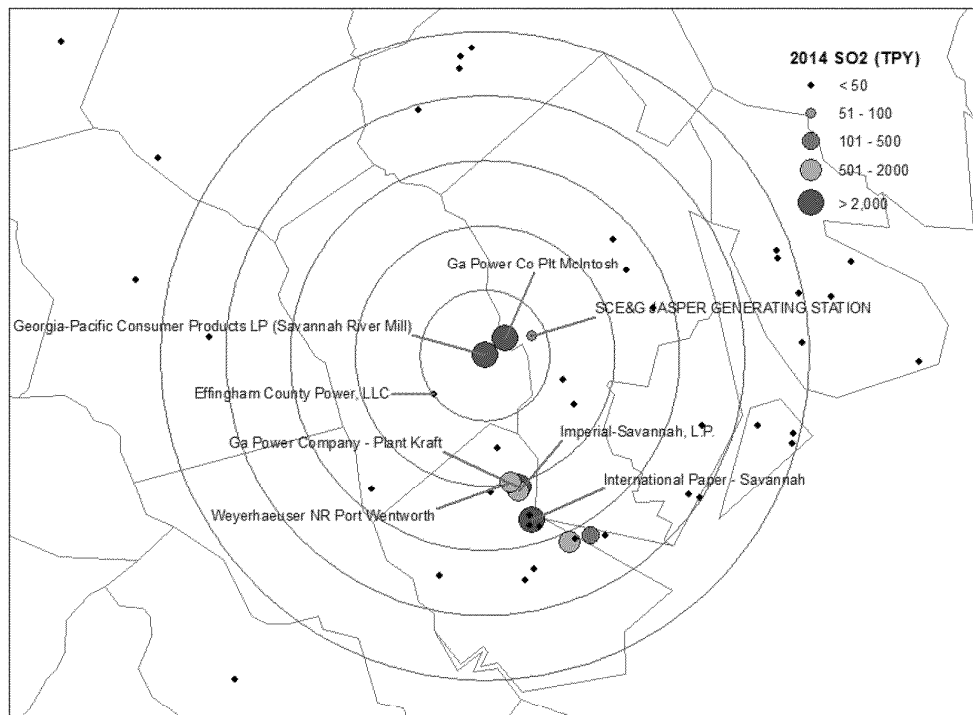 2014 SO2 (TPY)
< 50
51 - 100
101 - 500
501 - 2000
> 2,000
Ga Power Co Plt McIntosh
SCE&G JASPER GENERATING STATION
Georgia-Pacific Consumer Products LP (Savannah River Mill)
Effingham County Power, LLC
Ga Power Company - Plant Kraft
Imperial-Savannah, L.P.
International Paper - Savannah
Weyerhaeuser NR Port Wentworth